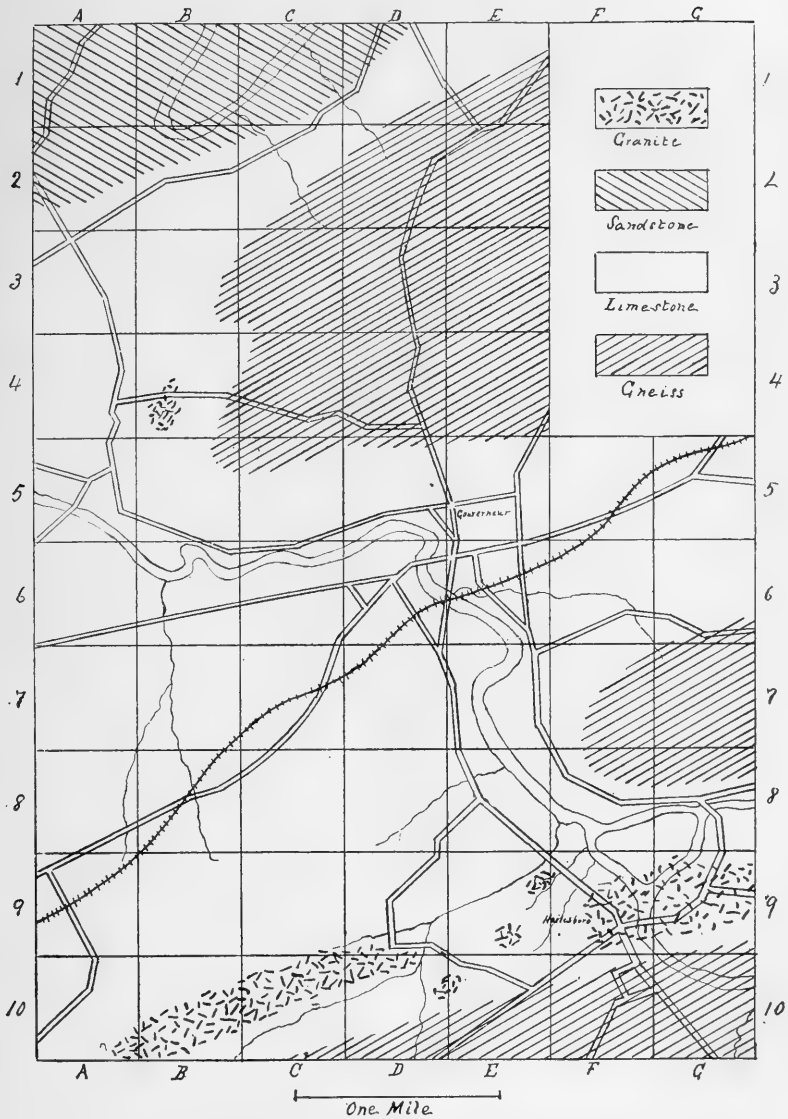 A B C D E F G
1 1
Granite
2 2
Sandstone
3 3
Limestone
4 4
Gneiss
5 5
Gouverneur
6 6
7 7
8 8
9 9
Hailesboro
10 10
A B C D E F G
One Mile